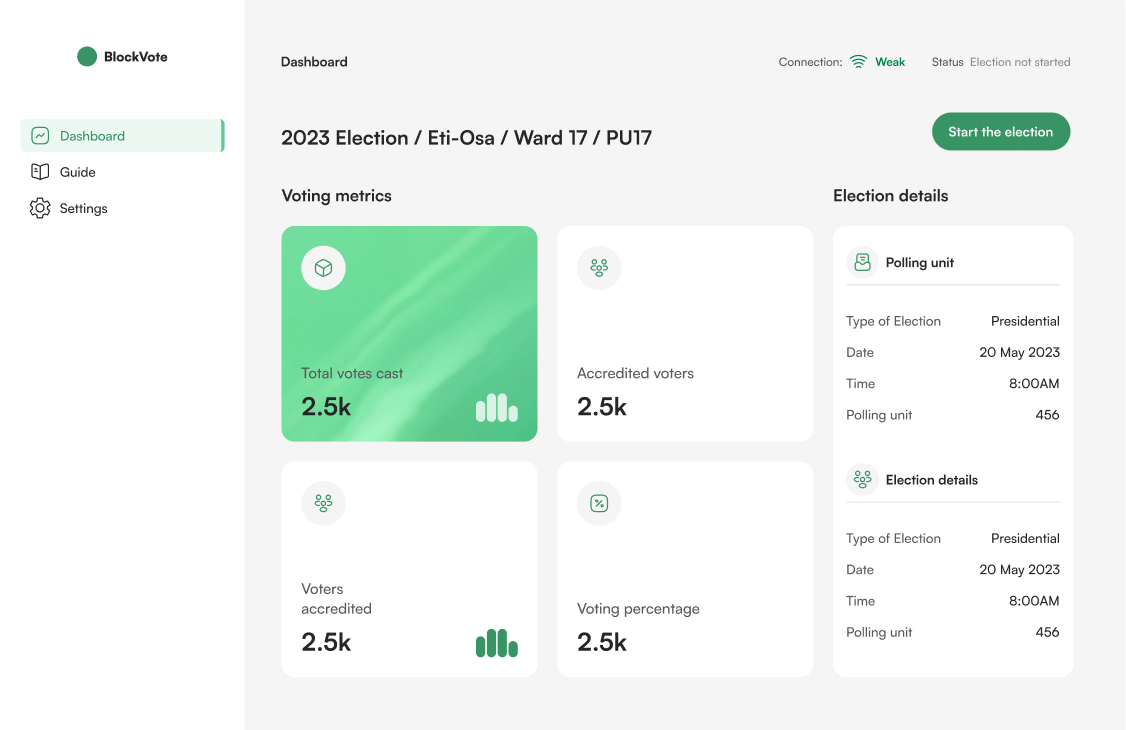 BlockVote
Dashboard
Guide
Settings
Dashboard
Connection: Weak
Status Election not started
2023 Election / Eti-Osa / Ward 17 / PU17
Start the election
Voting metrics
Total votes cast
2.5k
Accredited voters
2.5k
Voters
accredited
2.5k
Voting percentage
2.5k
Election details
Polling unit
Type of Election Presidential
Date 20 May 2023
Time 8:00AM
Polling unit 456
Election details
Type of Election Presidential
Date 20 May 2023
Time 8:00AM
Polling unit 456